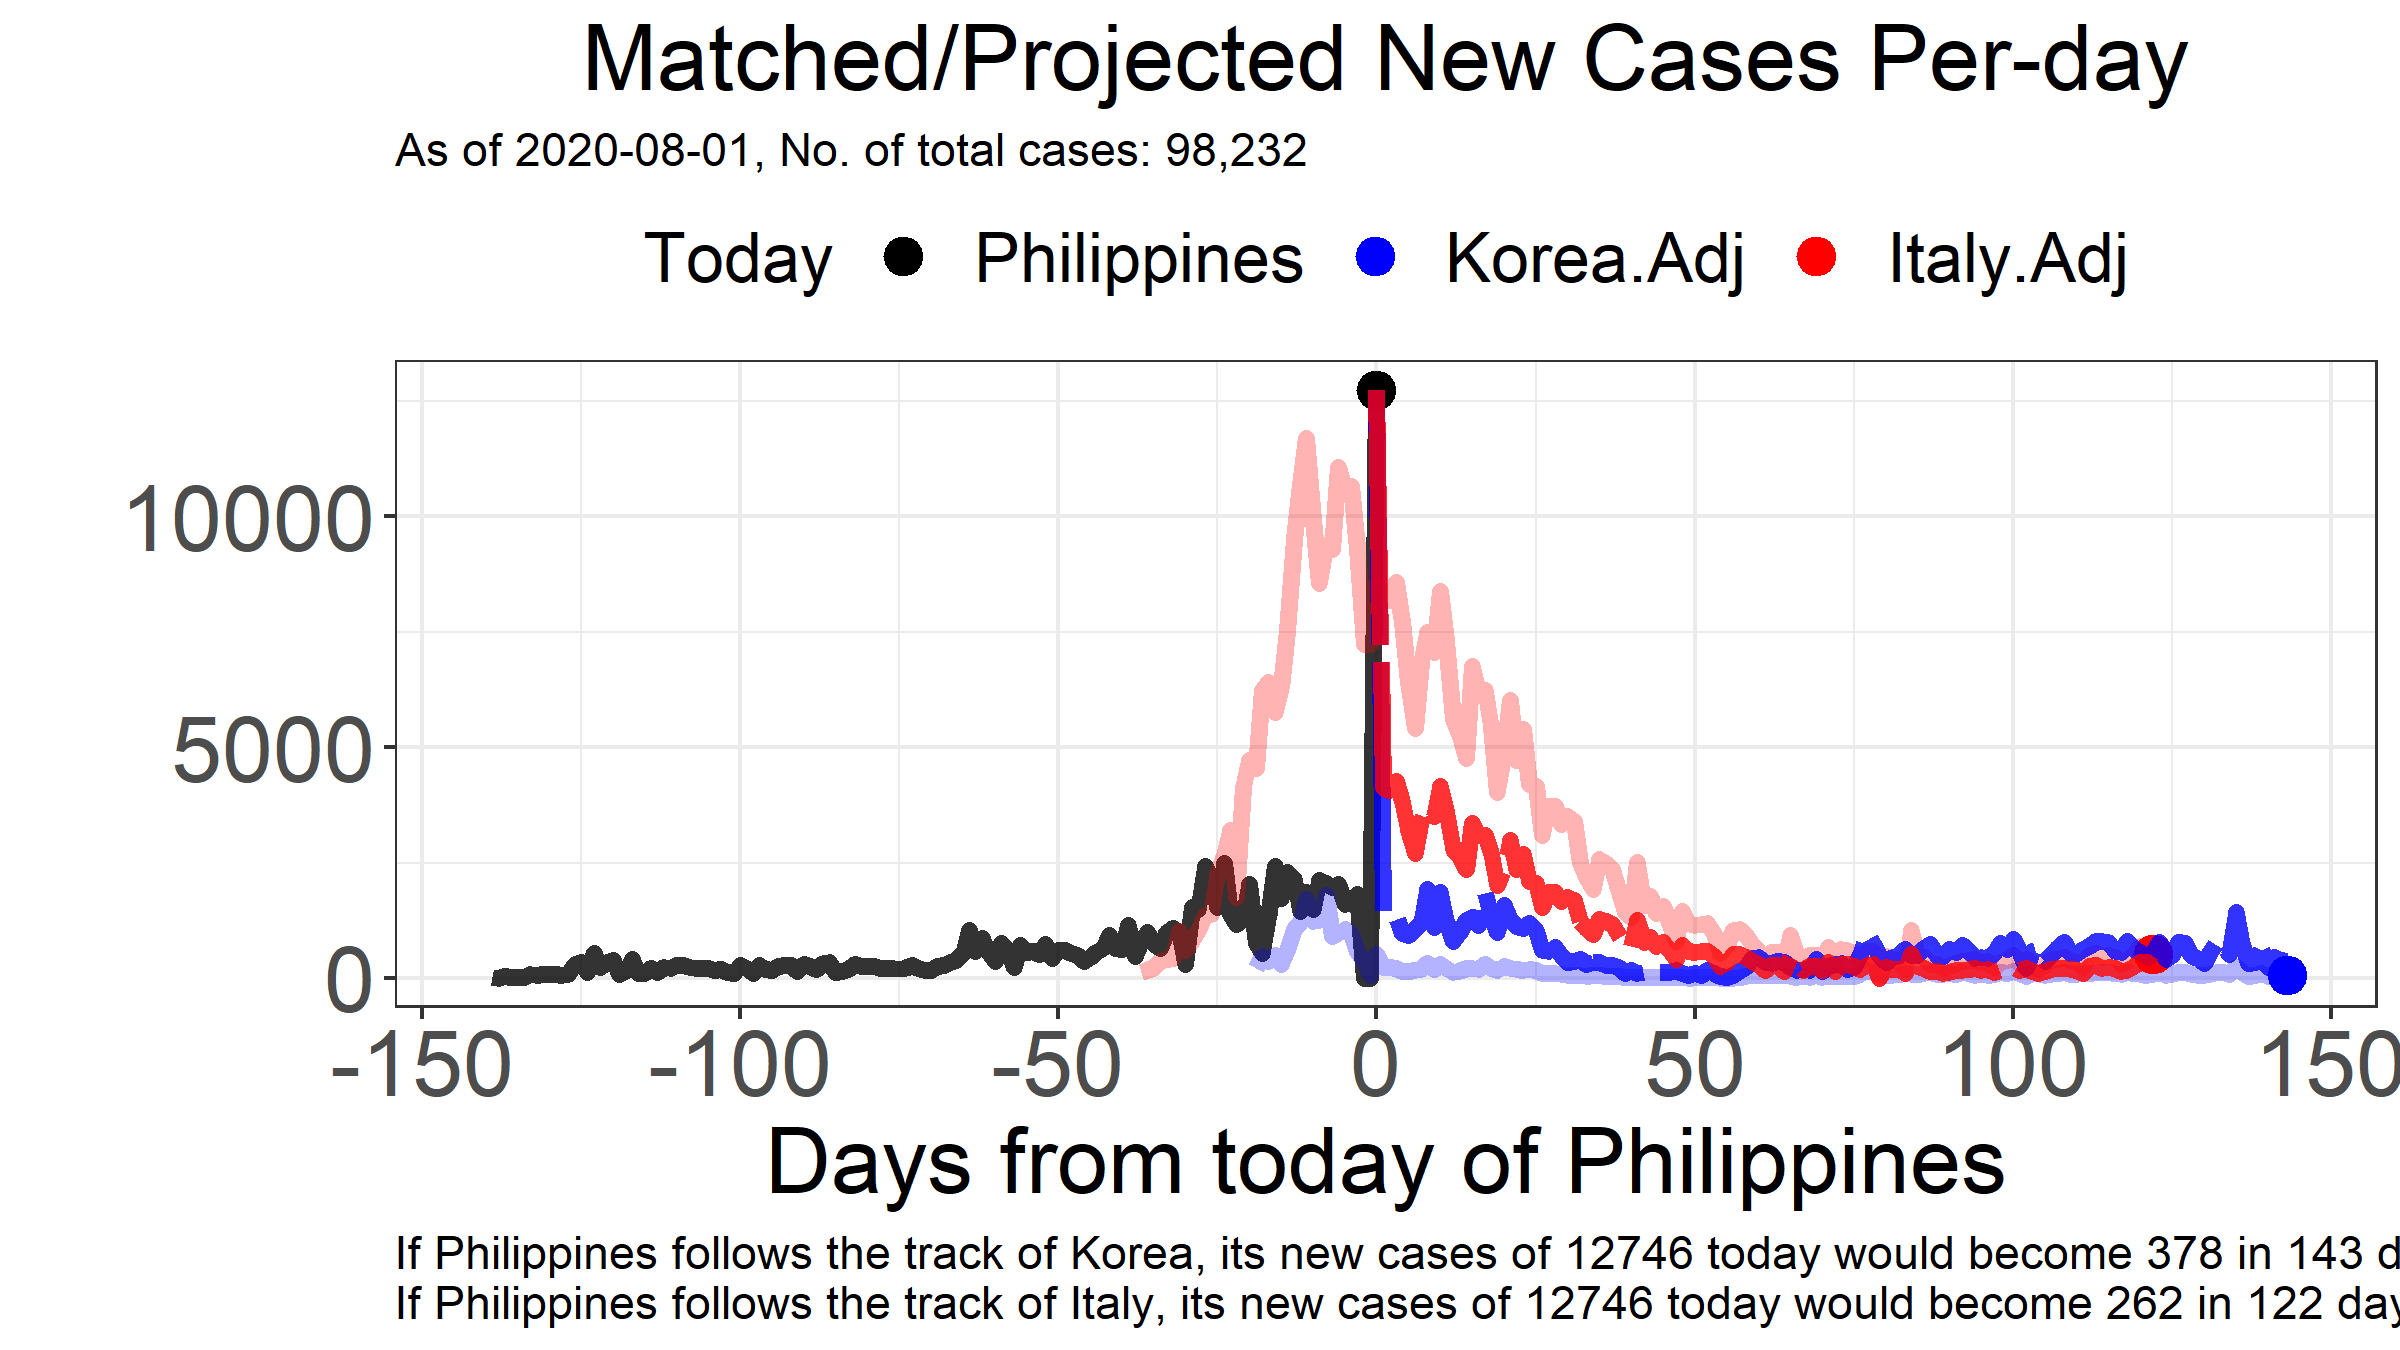 Matched/Projected New Cases Per-day
As of 2020-08-01, No. of total cases: 98,232
Today Philippines Korea.Adj Italy.Adj
10000
5000
0
-150 -100 -50 0 50 100 150
Days from today of Philippines
If Philippines follows the track of Korea, its new cases of 12746 today would become 378 in 143 d
If Philippines follows the track of Italy, its new cases of 12746 today would become 262 in 122 day